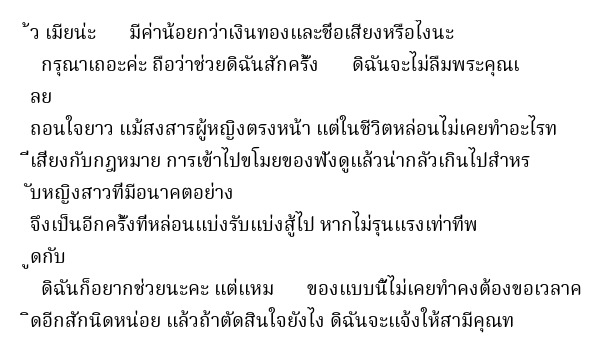 ้ว เมียน่ะ มีค่าน้อยกว่าเงินทองและชื่อเสียงหรือไงนะ
กรุณาเถอะค่ะ ถือว่าช่วยดิฉันสักครั้ง ดิฉันจะไม่ลืมพระคุณเ
ลย
ถอนใจยาว แม้สงสารผู้หญิงตรงหน้า แต่ในชีวิตหล่อนไม่เคยทำอะไรท
ี่เสียงกับกฎหมาย การเข้าไปขโมยของฟังดูแล้วน่ากลัวเกินไปสำหร
ับหญิงสาวที่มีอนาคตอย่าง
จึงเป็นอีกครั้งที่หล่อนแบ่งรับแบ่งสู้ไป หากไม่รุนแรงเท่าที่พ
ูดกับ
ดิฉันก็อยากช่วยนะคะ แต่แหม ของแบบนี้ไม่เคยทำคงต้องขอเวลาค
ิดอีกสักนิดหน่อย แล้วถ้าตัดสินใจยังไง ดิฉันจะแจ้งให้สามีคุณท